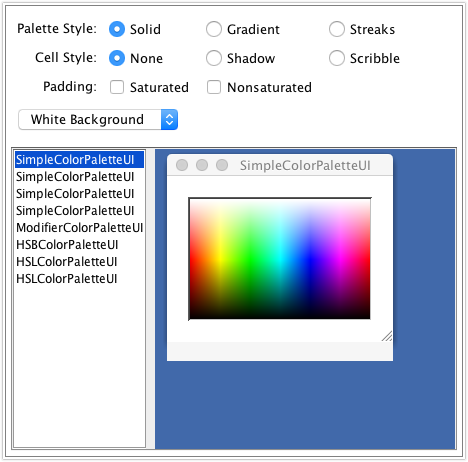 Palette Style: Solid Gradient Streaks
Cell Style: None Shadow Scribble
Padding: Saturated Nonsaturated
White Background
SimpleColorPaletteUI
SimpleColorPaletteUI
SimpleColorPaletteUI
SimpleColorPaletteUI
ModifierColorPaletteUI
HSBColorPaletteUI
HSLColorPaletteUI
HSLColorPaletteUI
SimpleColorPaletteUI